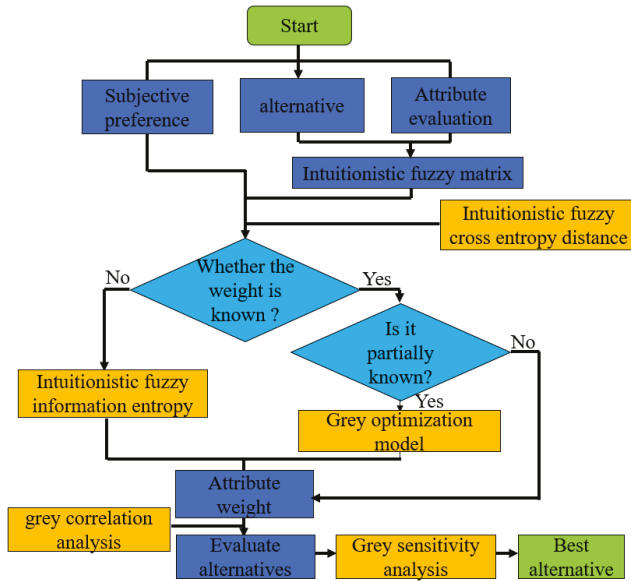 Start
Subjective
preference
alternative
Attribute
evaluation
Intuitionistic fuzzy matrix
Intuitionistic fuzzy
cross entropy distance
Whether the
weight is
known ?
No
Yes
Is it
partially
known?
No
Yes
Intuitionistic fuzzy
information entropy
Grey optimization
model
Attribute
weight
grey correlation
analysis
Evaluate
alternatives
Grey sensitivity
analysis
Best
alternative